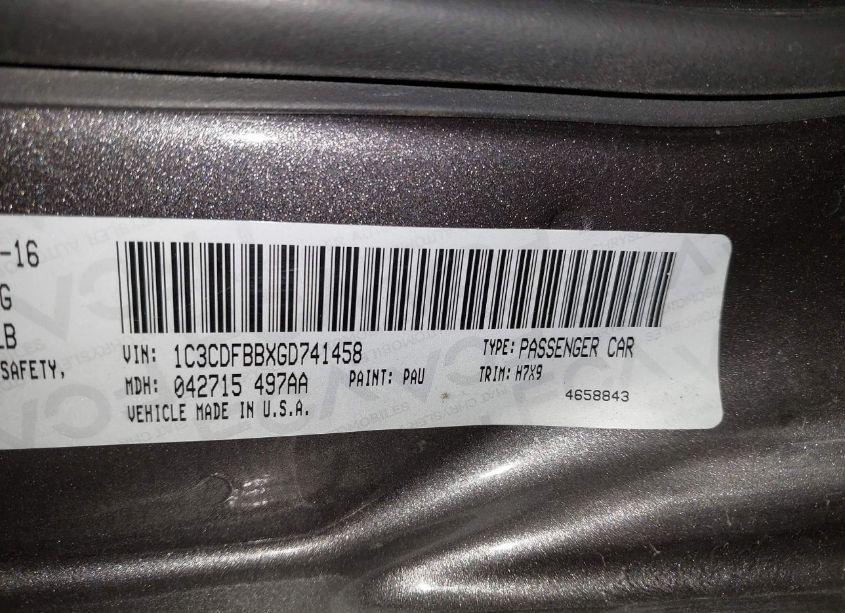 -16
G
LB
SAFETY,
VIN: 1C3CDFBBXGD741458
TYPE: PASSENGER CAR
MDH: 042715 497AA
PAINT: PAU
TRIM: H7X9
VEHICLE MADE IN U.S.A.
4658843